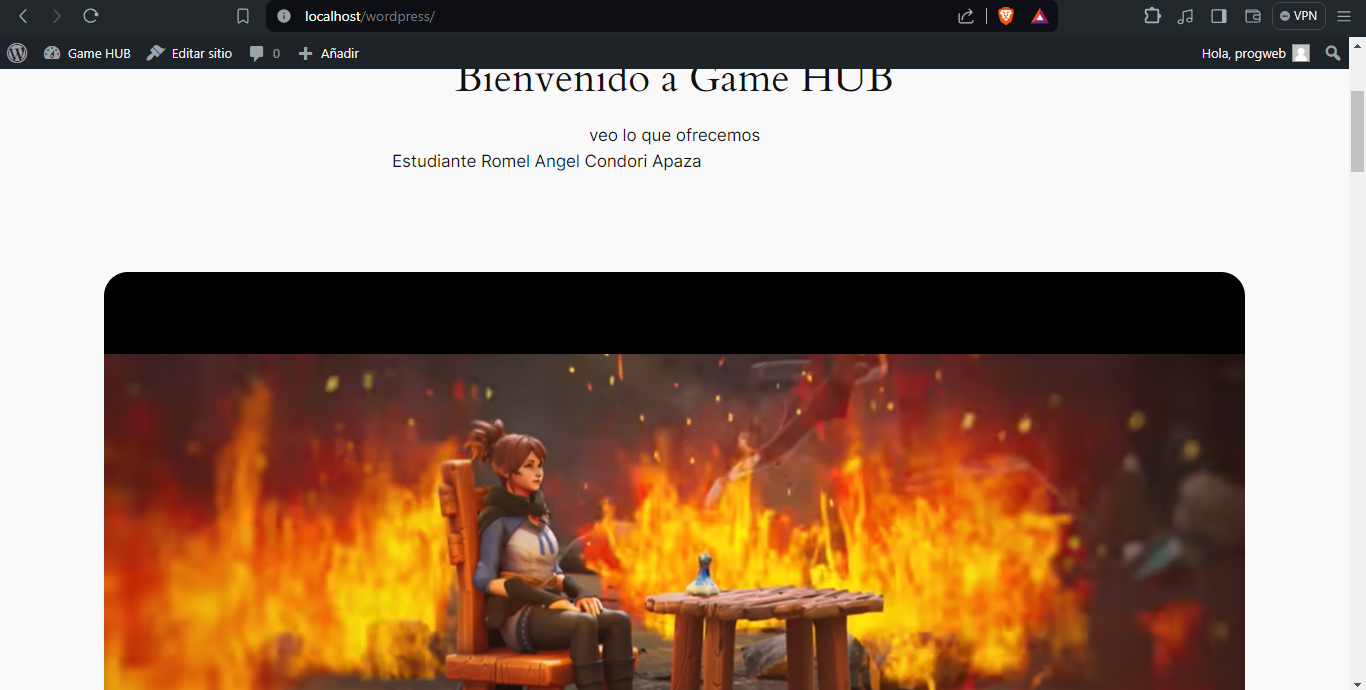 localhost/wordpress/
VPN
Game HUB
Editar sitio
0
Añadir
Hola, progweb
Bienvenido a Game HUB
veo lo que ofrecemos
Estudiante Romel Angel Condori Apaza